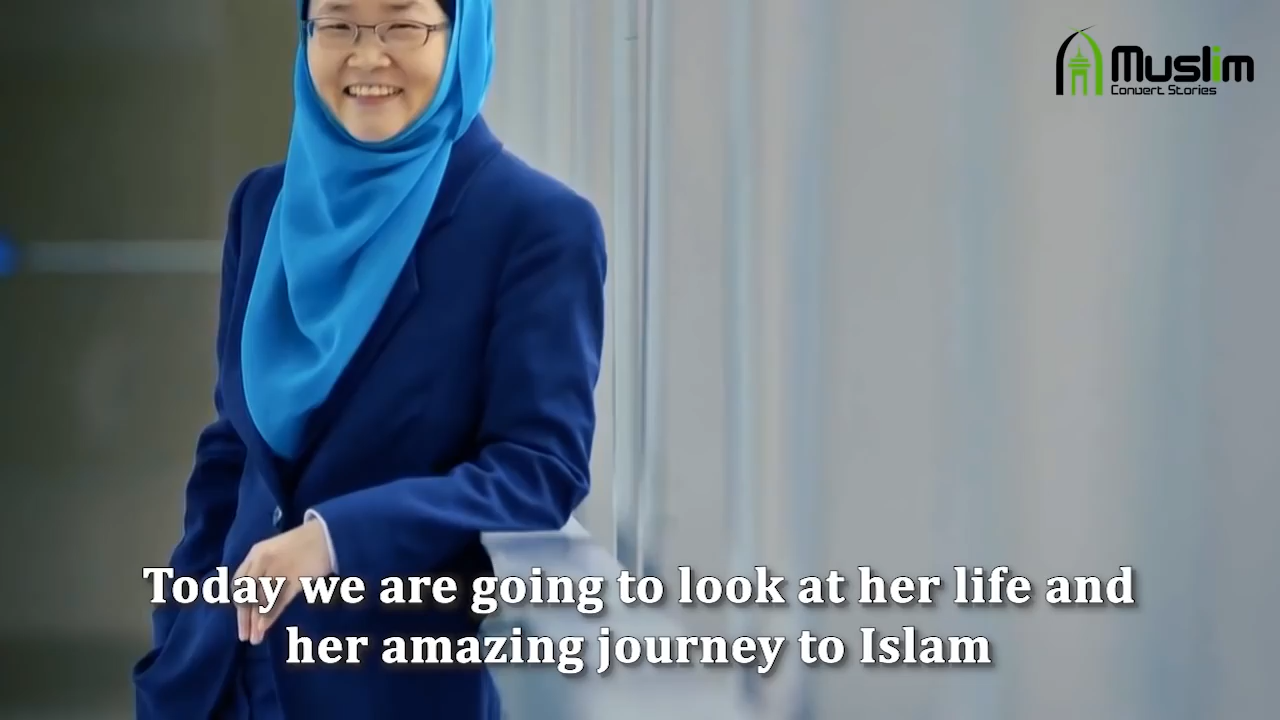 Muslim
Convert Stories
Today we are going to look at her life and
her amazing journey to Islam